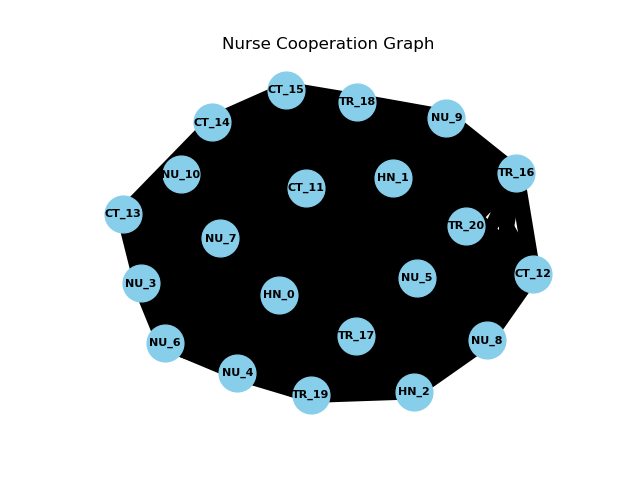 Nurse Cooperation Graph
CT_15
TR_18
NU_9
CT_14
TR_16
NU_10
HN_1
CT_11
CT_13
TR_20
NU_7
CT_12
NU_5
NU_3
HN_0
TR_17
NU_8
NU_6
NU_4
HN_2
TR_19